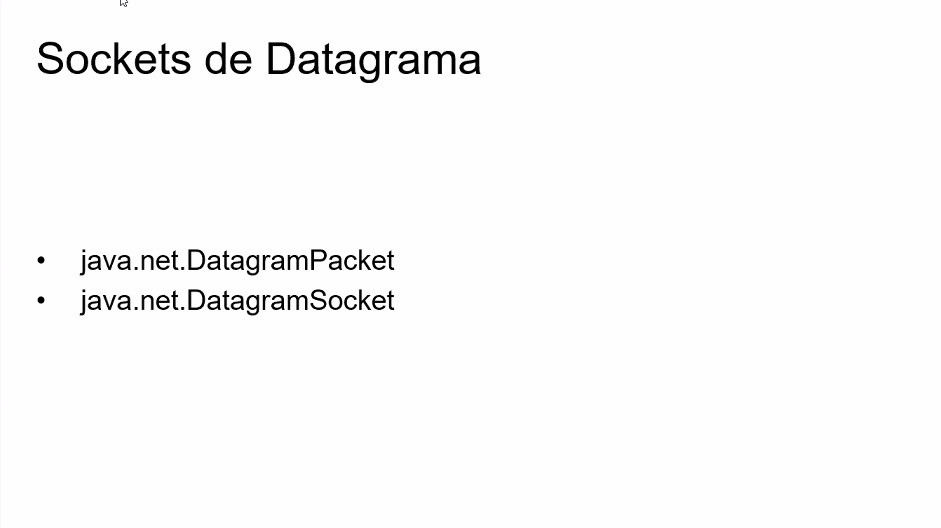 Sockets de Datagrama
• java.net.DatagramPacket
• java.net.DatagramSocket